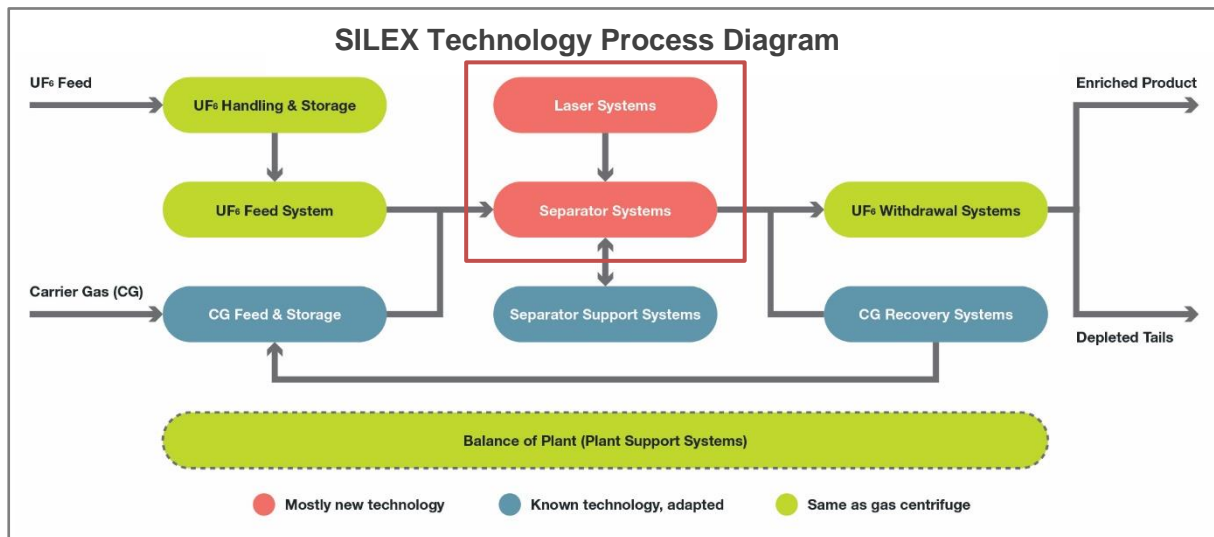 SILEX Technology Process Diagram
UF₆ Feed
Enriched Product
UF₆ Handling & Storage
Laser Systems
UF₆ Feed System
Separator Systems
UF₆ Withdrawal Systems
Carrier Gas (CG)
CG Feed & Storage
Separator Support Systems
CG Recovery Systems
Depleted Tails
Balance of Plant (Plant Support Systems)
Mostly new technology
Known technology, adapted
Same as gas centrifuge